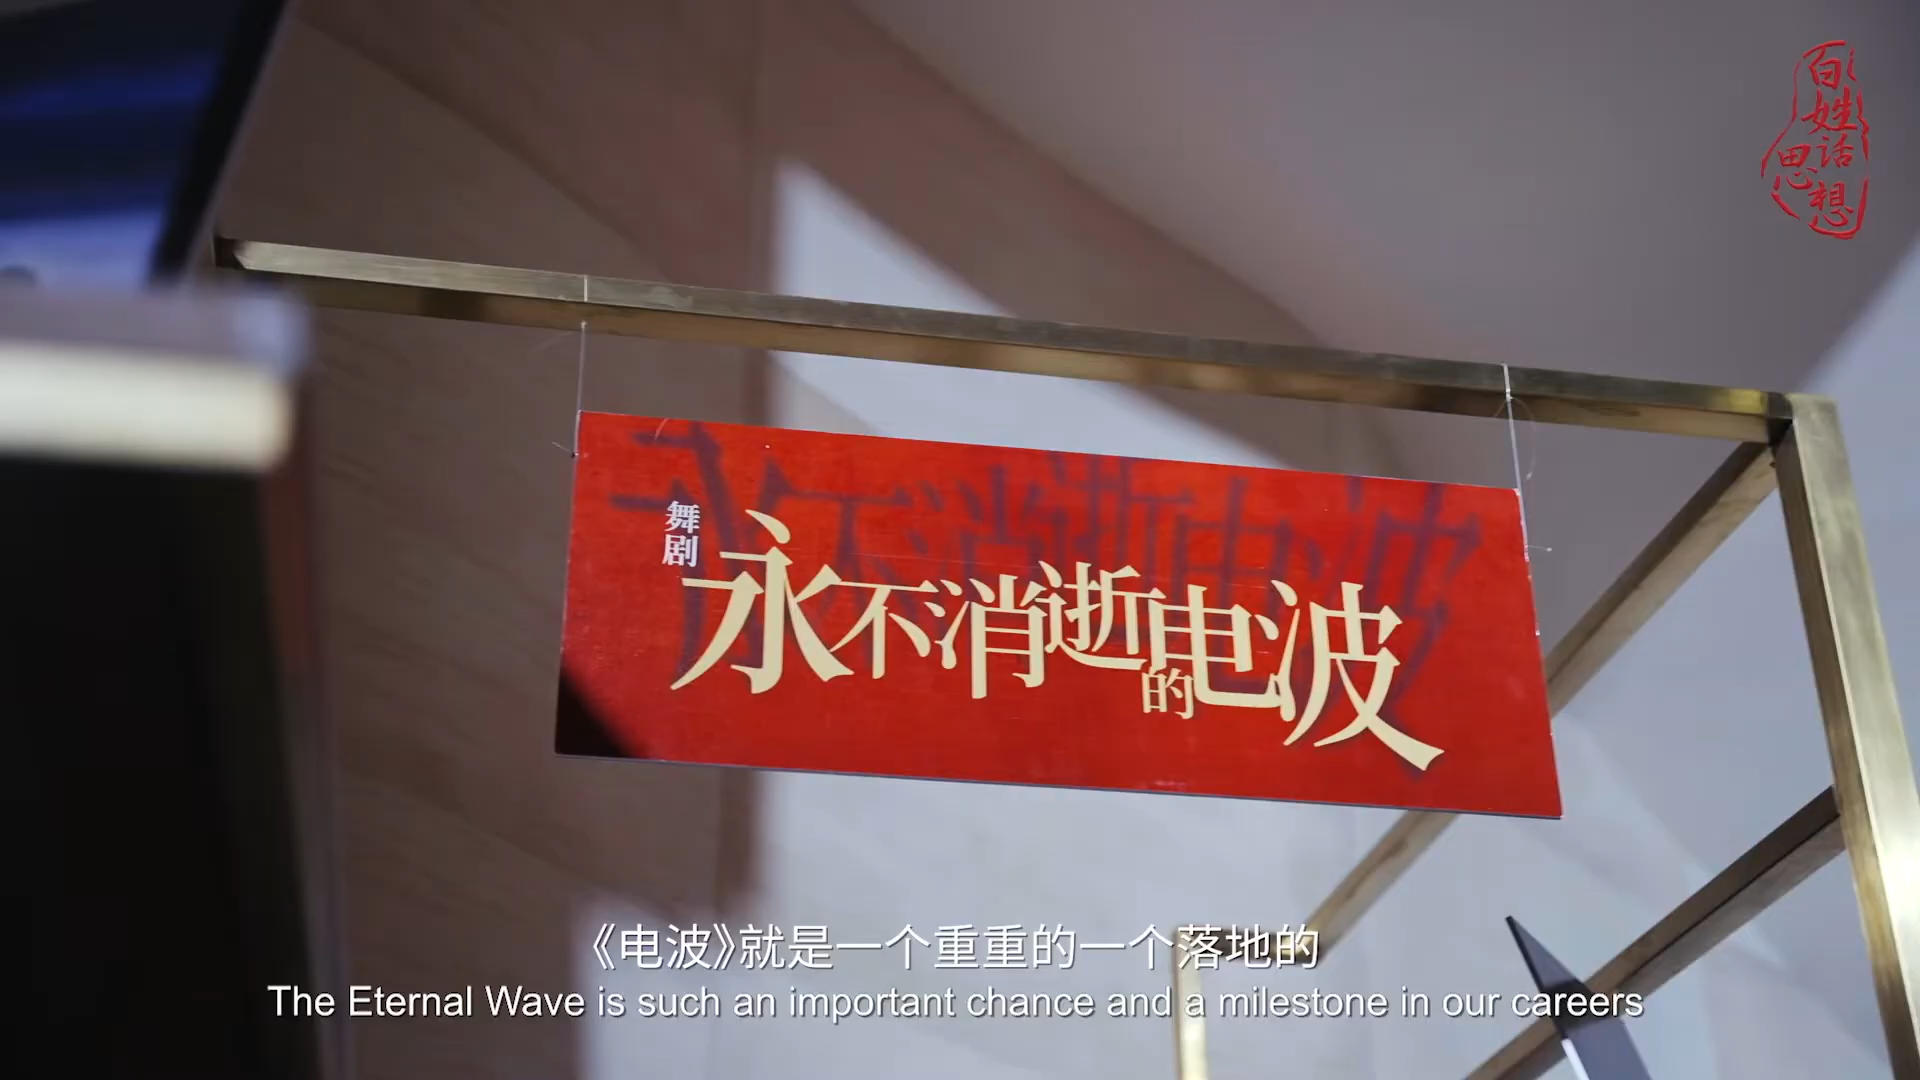 百姓话思想
舞剧
永不消逝的电波
《电波》就是一个重重的一个落地的
The Eternal Wave is such an important chance and a milestone in our careers